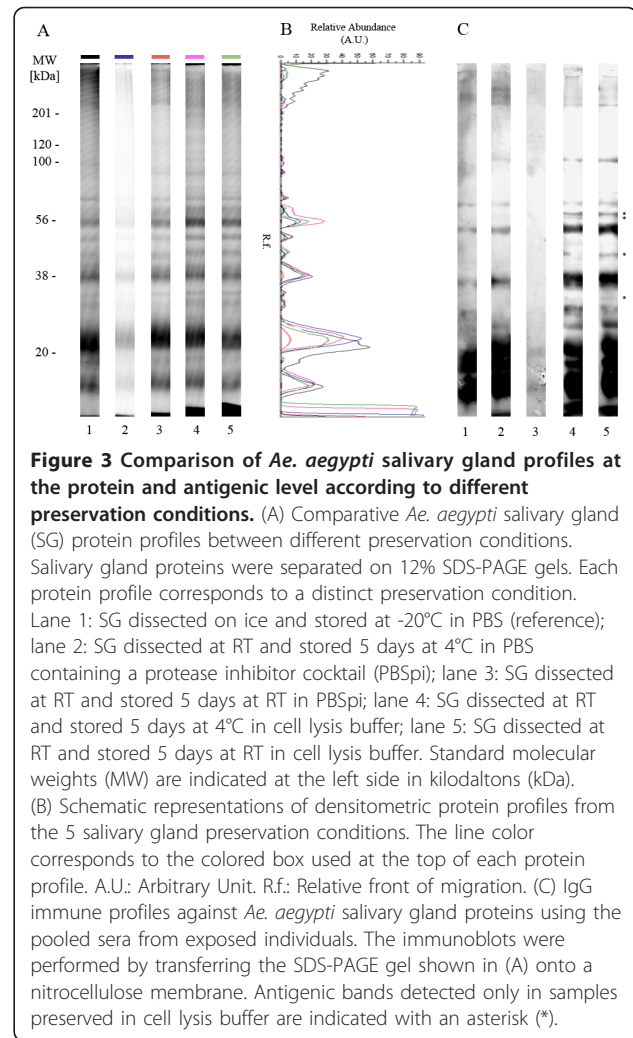 A
B
Relative Abundance
(A.U.)
C
MW
[kDa]
0 10 20 30 40 50 60 70 80 90
201 -
120 -
100 -
56 -
38 -
20 -
R.f.
*
*
*
*
1 2 3 4 5
1 2 3 4 5
Figure 3 Comparison of Ae. aegypti salivary gland profiles at
the protein and antigenic level according to different
preservation conditions. (A) Comparative Ae. aegypti salivary gland
(SG) protein profiles between different preservation conditions.
Salivary gland proteins were separated on 12% SDS-PAGE gels. Each
protein profile corresponds to a distinct preservation condition.
Lane 1: SG dissected on ice and stored at -20°C in PBS (reference);
lane 2: SG dissected at RT and stored 5 days at 4°C in PBS
containing a protease inhibitor cocktail (PBSpi); lane 3: SG dissected
at RT and stored 5 days at RT in PBSpi; lane 4: SG dissected at RT
and stored 5 days at 4°C in cell lysis buffer; lane 5: SG dissected at
RT and stored 5 days at RT in cell lysis buffer. Standard molecular
weights (MW) are indicated at the left side in kilodaltons (kDa).
(B) Schematic representations of densitometric protein profiles from
the 5 salivary gland preservation conditions. The line color
corresponds to the colored box used at the top of each protein
profile. A.U.: Arbitrary Unit. R.f.: Relative front of migration. (C) IgG
immune profiles against Ae. aegypti salivary gland proteins using the
pooled sera from exposed individuals. The immunoblots were
performed by transferring the SDS-PAGE gel shown in (A) onto a
nitrocellulose membrane. Antigenic bands detected only in samples
preserved in cell lysis buffer are indicated with an asterisk (*).